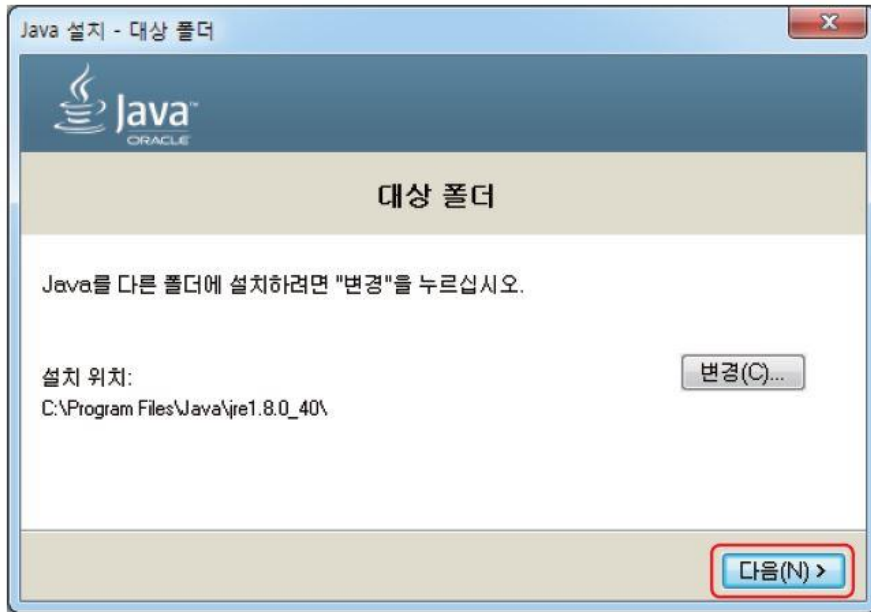 Java 설치 - 대상 폴더
Java™
ORACLE
대상 폴더
Java를 다른 폴더에 설치하려면 "변경"을 누르십시오.
설치 위치:
변경(C)...
C:\Program Files\Java\jre1.8.0_40\
다음(N) >